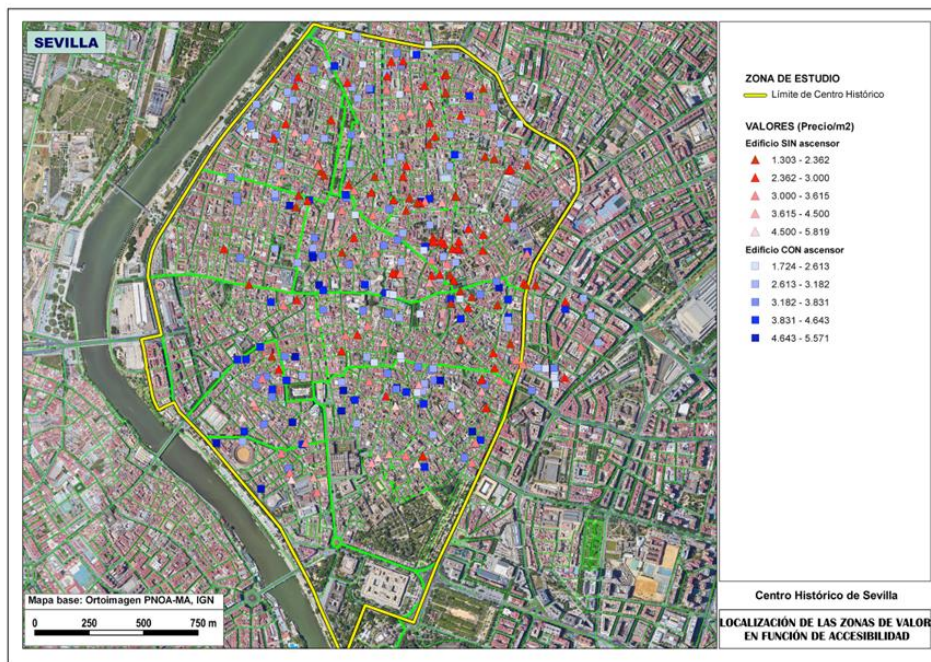 SEVILLA
ZONA DE ESTUDIO
Límite de Centro Histórico
VALORES (Precio/m2)
Edificio SIN ascensor
1.303 - 2.362
2.362 - 3.000
3.000 - 3.615
3.615 - 4.500
4.500 - 5.819
Edificio CON ascensor
1.724 - 2.613
2.613 - 3.182
3.182 - 3.831
3.831 - 4.643
4.643 - 5.571
Mapa base: Ortoimagen PNOA-MA, IGN
0 250 500 750 m
Centro Histórico de Sevilla
LOCALIZACIÓN DE LAS ZONAS DE VALOR
EN FUNCIÓN DE ACCESIBILIDAD